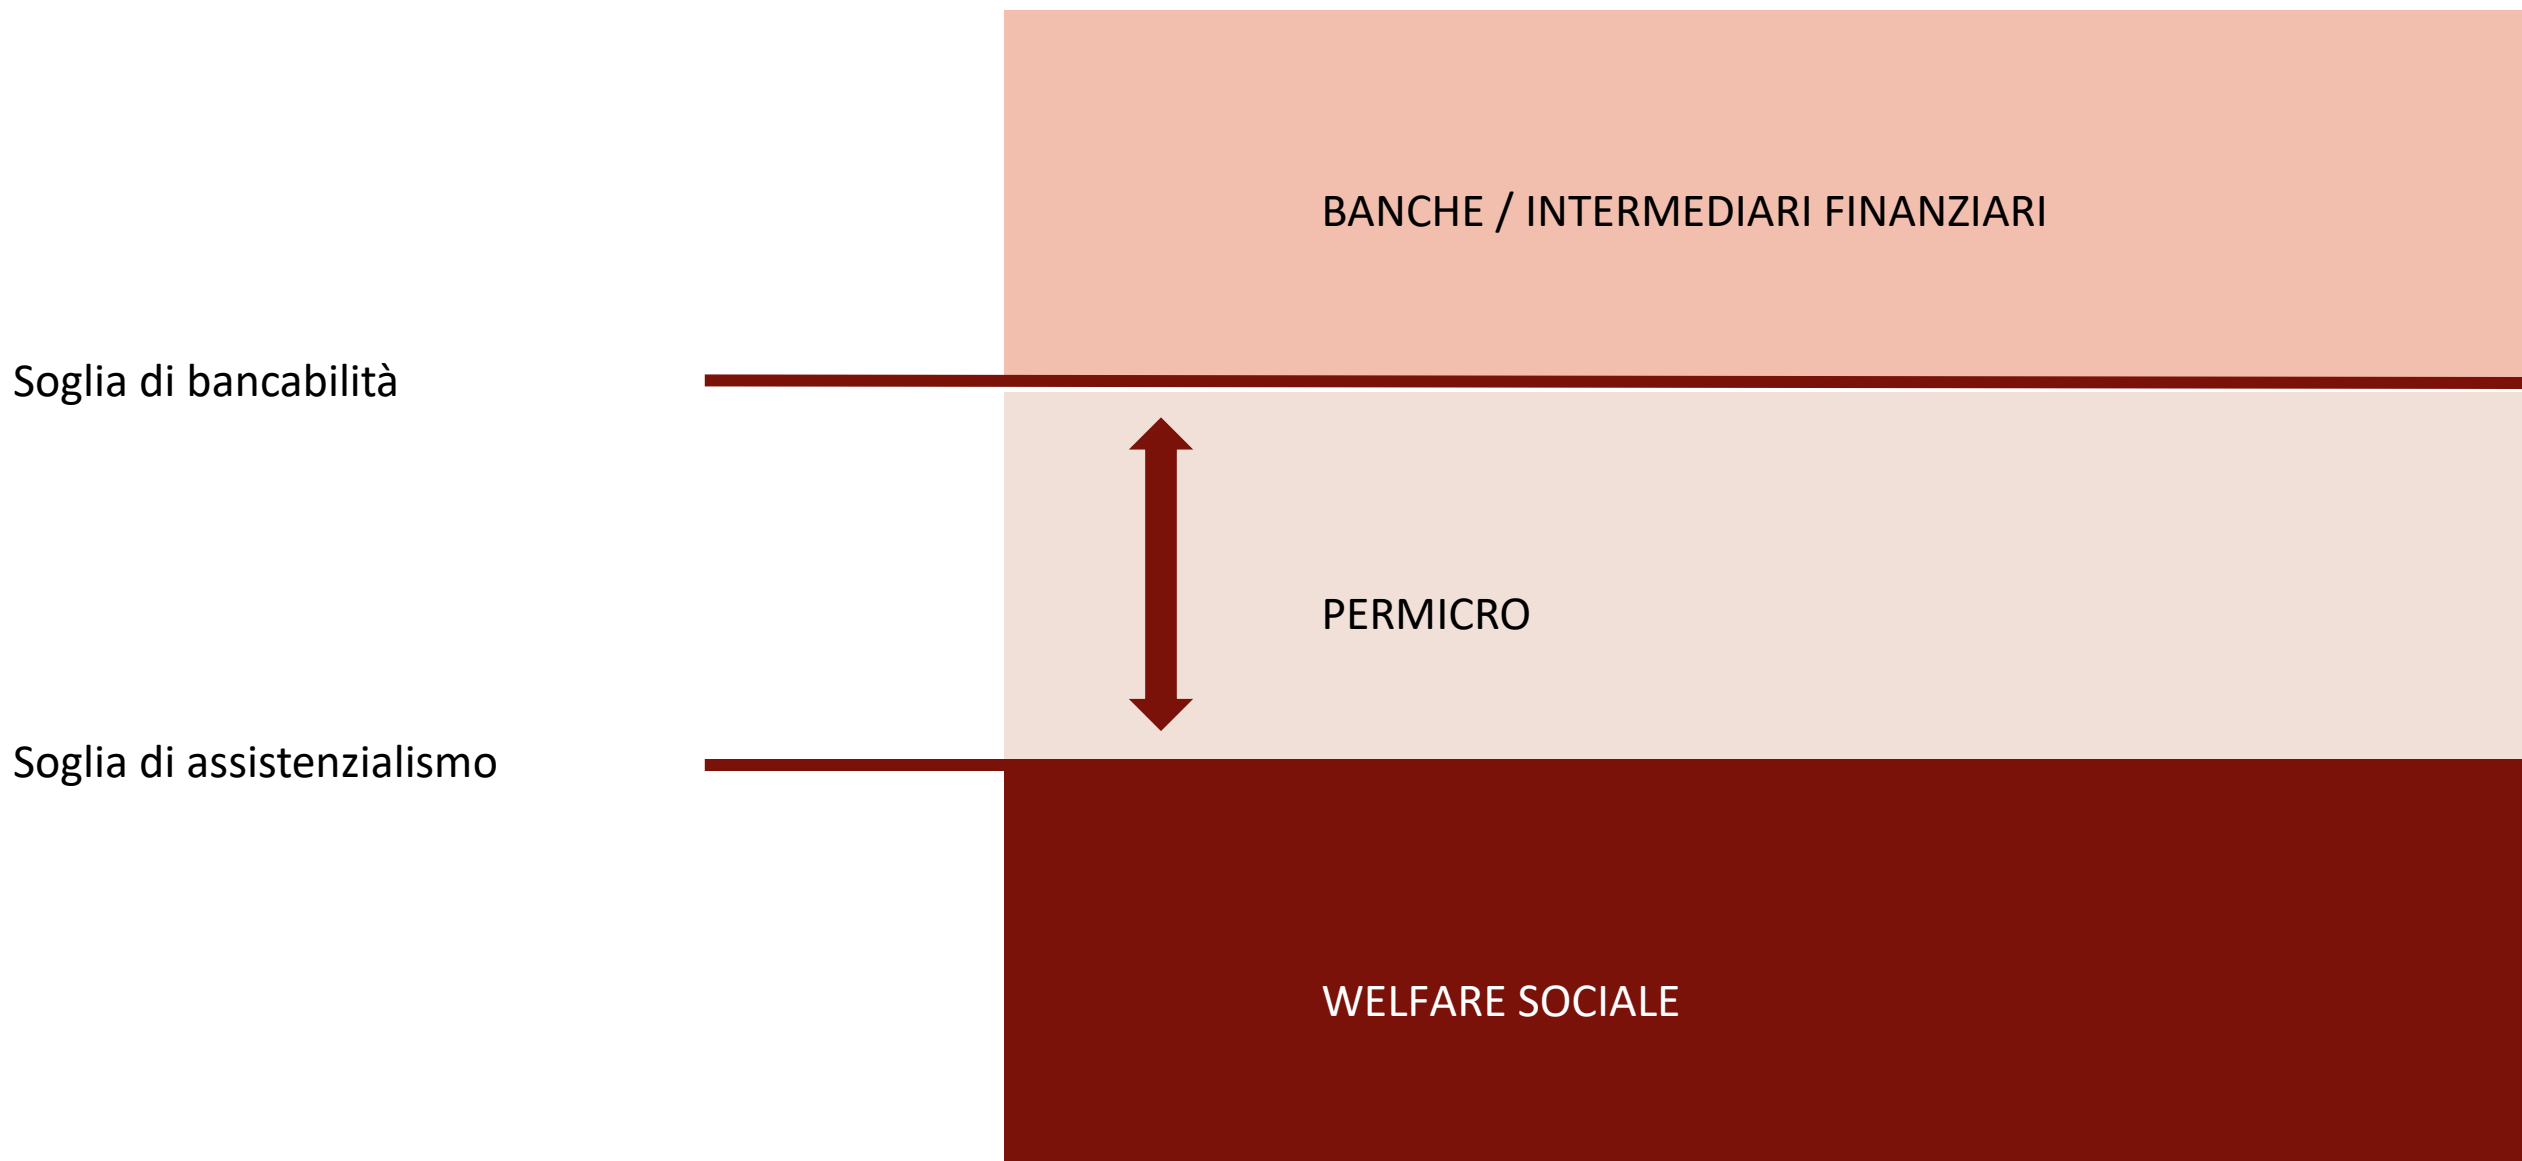 BANCHE / INTERMEDIARI FINANZIARI
Soglia di bancabilità
PERMICRO
Soglia di assistenzialismo
WELFARE SOCIALE